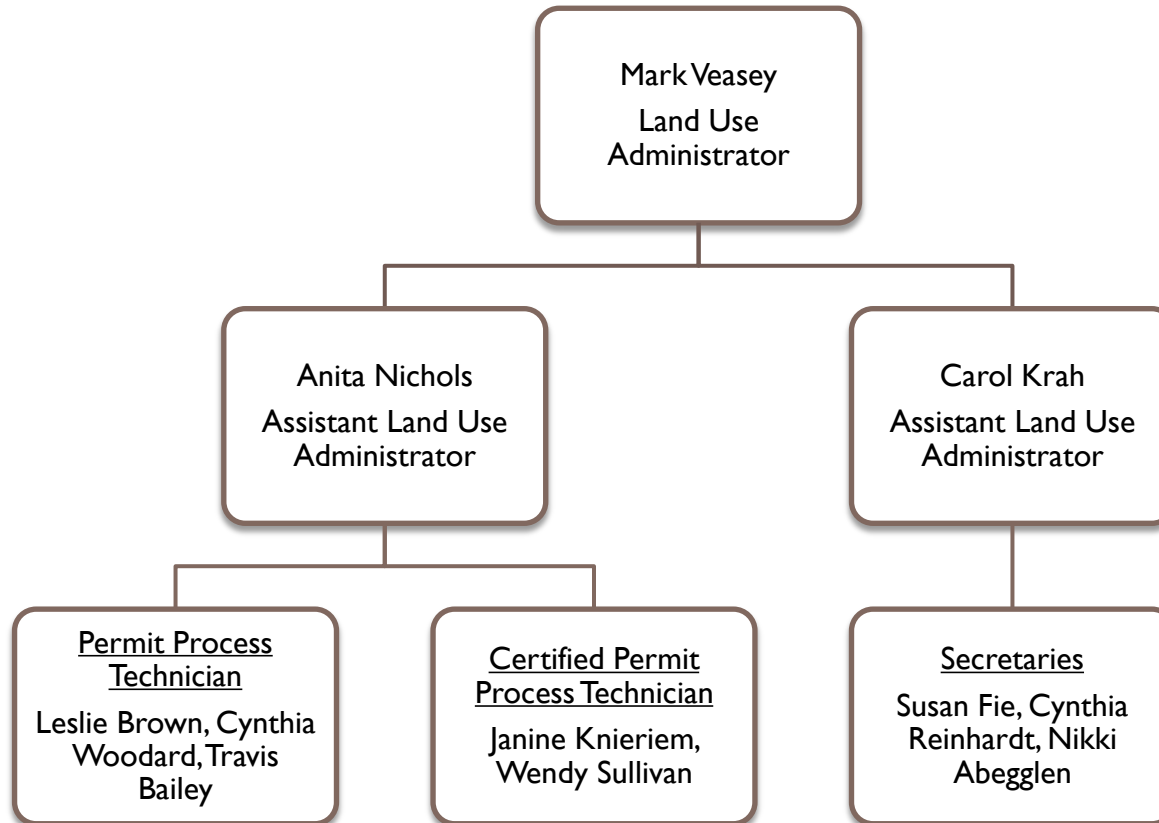 Mark Veasey
Land Use
Administrator
Anita Nichols
Assistant Land Use
Administrator
Carol Krah
Assistant Land Use
Administrator
Permit Process
Technician
Leslie Brown, Cynthia
Woodard, Travis
Bailey
Certified Permit
Process Technician
Janine Knieriem,
Wendy Sullivan
Secretaries
Susan Fie, Cynthia
Reinhardt, Nikki
Abegglen